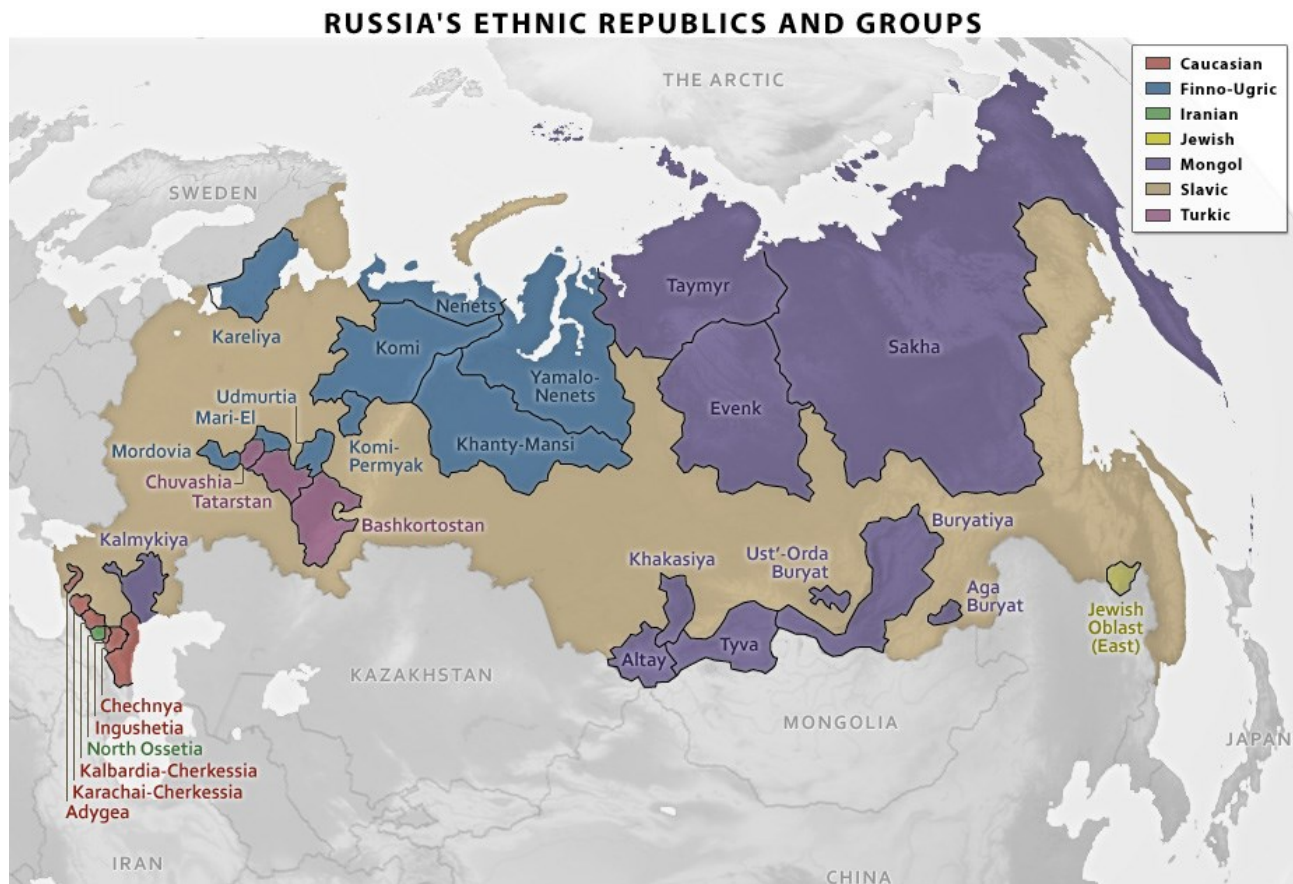 RUSSIA'S ETHNIC REPUBLICS AND GROUPS
Caucasian
Finno-Ugric
Iranian
Jewish
Mongol
Slavic
Turkic
THE ARCTIC
SWEDEN
Kareliya
Nenets
Komi
Yamalo-
Nenets
Khanty-Mansi
Taymyr
Evenk
Sakha
Udmurtia
Mari-El
Mordovia
Chuvashia
Tatarstan
Komi-
Permyak
Bashkortostan
Kalmykiya
Khakasiya
Ust'-Orda
Buryat
Buryatiya
Aga
Buryat
Altay
Tyva
Jewish
Oblast
(East)
KAZAKHSTAN
MONGOLIA
JAPAN
Chechnya
Ingushetia
North Ossetia
Kalbardia-Cherkessia
Karachai-Cherkessia
Adygea
IRAN
CHINA